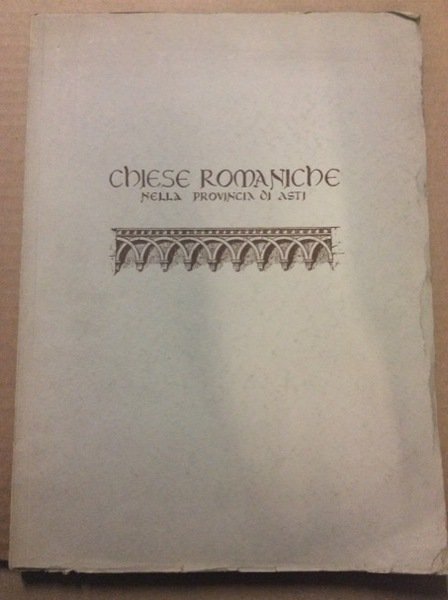 CHIESE ROMANICHE
NELLA PROVINCIA DI ASTI